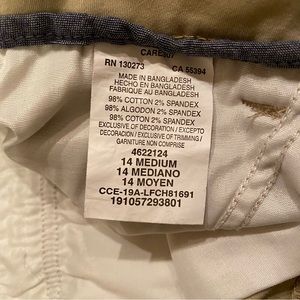 RN 130273 CA 55394
MADE IN BANGLADESH
HECHO EN BANGLADESH
FABRIQUE AU BANGLADESH
98% COTTON 2% SPANDEX
98% ALGODON 2% SPANDEX
98% COTON 2% SPANDEX
EXCLUSIVE OF DECORATION / EXCEPTO
DECORACIÓN / EXCLUSIVE OF TRIMMING /
GARNITURE NON COMPRISE
4622124
14 MEDIUM
14 MEDIANO
14 MOYEN
CCE-19A-LFCH81691
191057293801